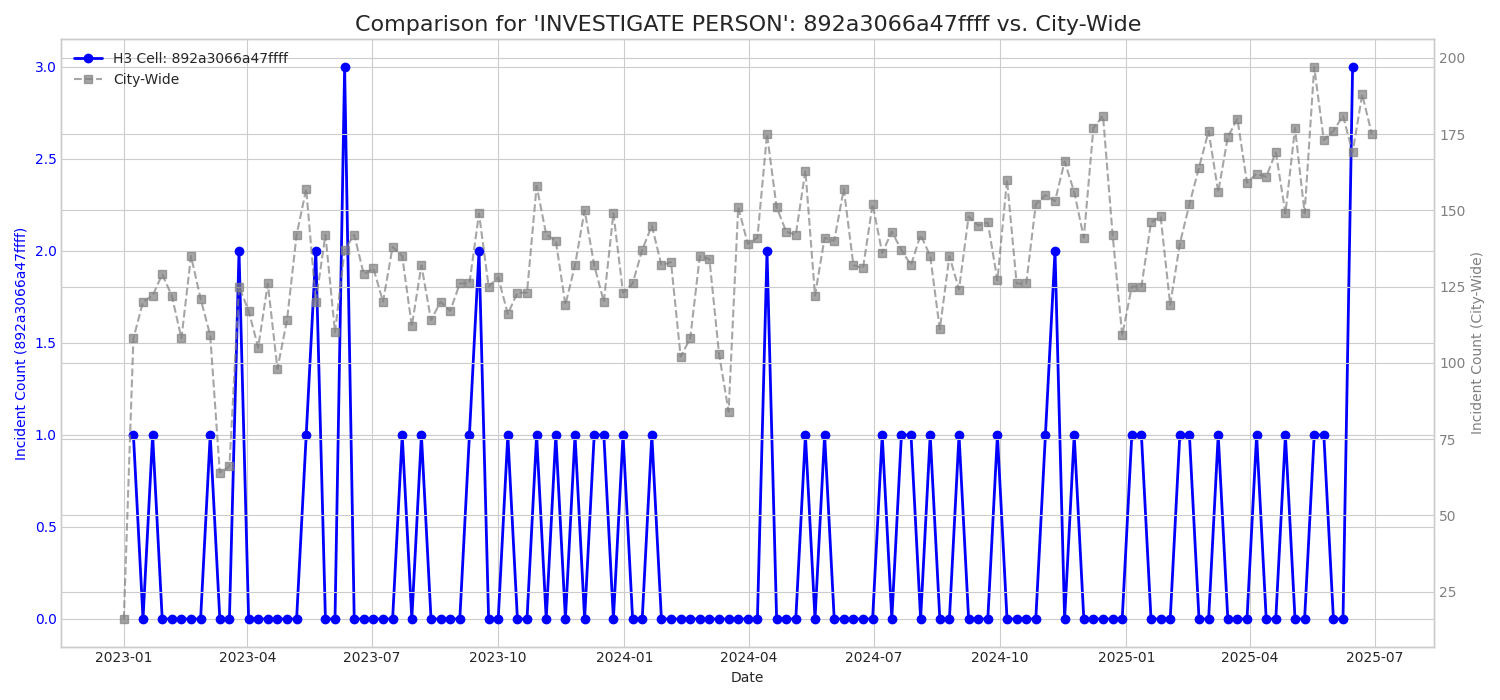 Comparison for 'INVESTIGATE PERSON': 892a3066a47ffff vs. City-Wide
H3 Cell: 892a3066a47ffff
City-Wide
Incident Count (892a3066a47ffff)
3.0
2.5
2.0
1.5
1.0
0.5
0.0
200
175
150
125
100
75
50
25
Incident Count (City-Wide)
2023-01 2023-04 2023-07 2023-10 2024-01 2024-04 2024-07 2024-10 2025-01 2025-04 2025-07
Date